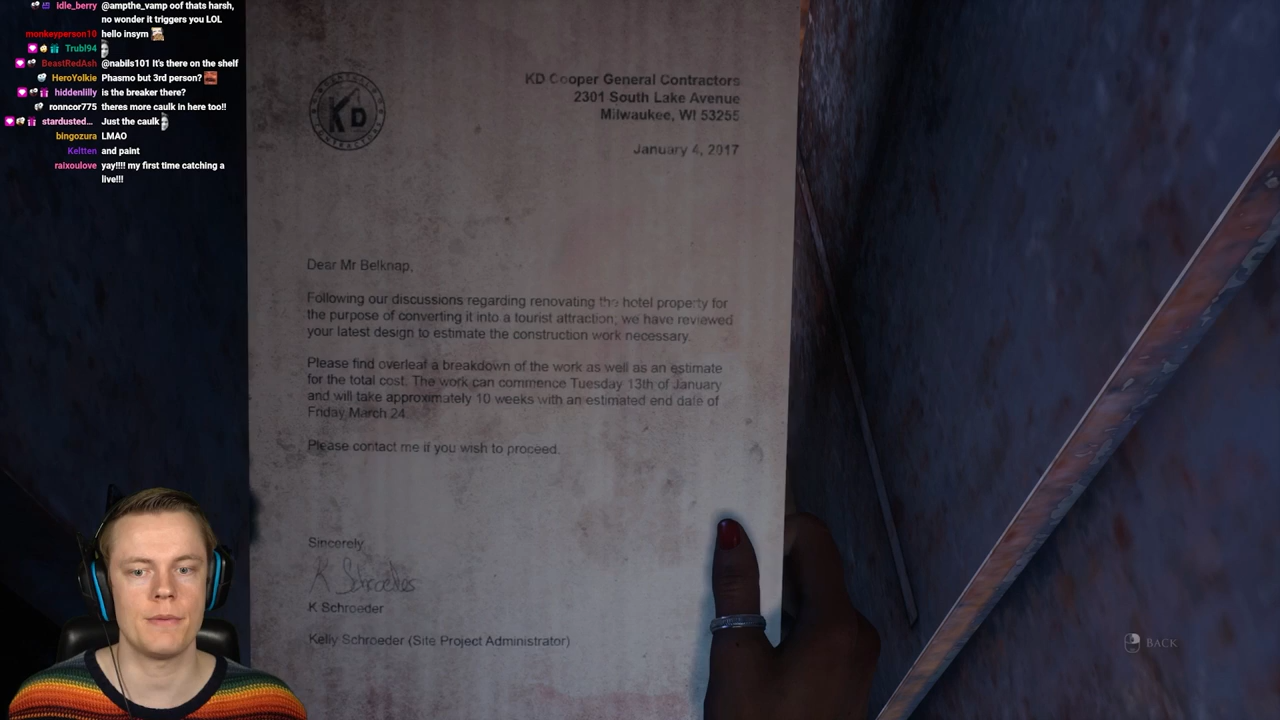 Idle_berry @ampthe_vamp oof thats harsh,
no wonder it triggers you LOL
monkeyperson10 hello insym
Trubl94
BeastRedAsh @nabils101 It's there on the shelf
HeroYolkie Phasmo but 3rd person?
hiddenlilly is the breaker there?
ronncor775 theres more caulk in here too!!
stardusted... Just the caulk
bingozura LMAO
Keltten and paint
raixoulove yay!!!! my first time catching a
live!!!
KD
KD Cooper General Contractors
2301 South Lake Avenue
Milwaukee, WI 53255
January 4, 2017
Dear Mr Belknap,
Following our discussions regarding renovating the hotel property for
the purpose of converting it into a tourist attraction; we have reviewed
your latest design to estimate the construction work necessary.
Please find overleaf a breakdown of the work as well as an estimate
for the total cost. The work can commence Tuesday 13th of January
and will take approximately 10 weeks with an estimated end date of
Friday March 24
Please contact me if you wish to proceed.
Sincerely
K Schroeder
K Schroeder
Kelly Schroeder (Site Project Administrator)
BACK